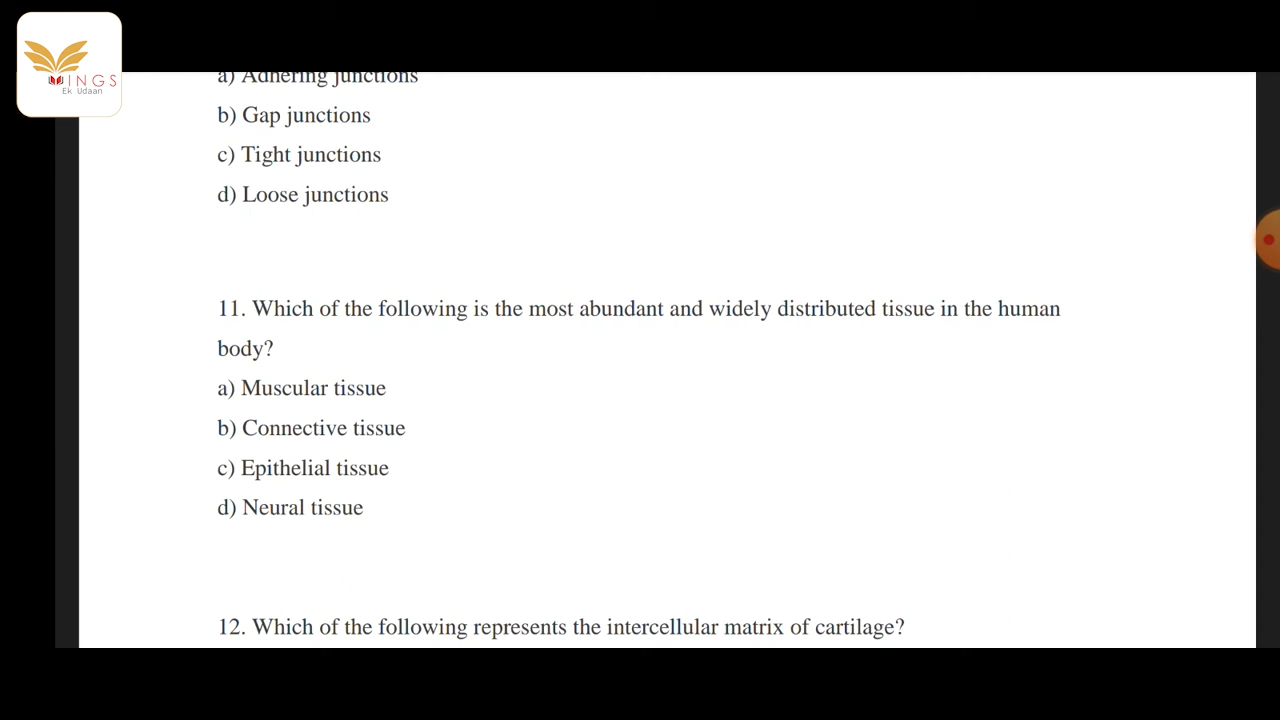 WINGS
Ek Udaan
a) Adhering junctions
b) Gap junctions
c) Tight junctions
d) Loose junctions
11. Which of the following is the most abundant and widely distributed tissue in the human
body?
a) Muscular tissue
b) Connective tissue
c) Epithelial tissue
d) Neural tissue
12. Which of the following represents the intercellular matrix of cartilage?